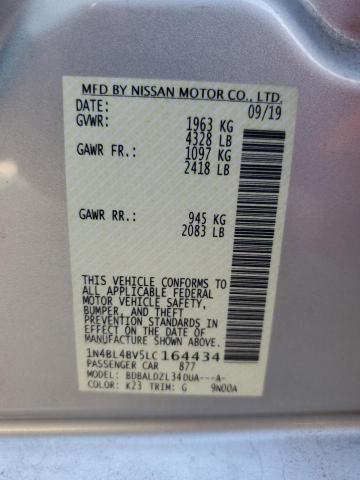 MFD BY NISSAN MOTOR CO., LTD.
DATE: 09/19
GVWR: 1963 KG
4328 LB
GAWR FR.: 1097 KG
2418 LB
GAWR RR.: 945 KG
2083 LB
THIS VEHICLE CONFORMS TO
ALL APPLICABLE FEDERAL
MOTOR VEHICLE SAFETY,
BUMPER, AND THEFT
PREVENTION STANDARDS IN
EFFECT ON THE DATE OF
MANUFACTURE SHOWN ABOVE.
1N4BL4BV5LC164434
PASSENGER CAR 877
MODEL: BDBALDZL34DUA---A-
COLOR: K23 TRIM: G 9N00A